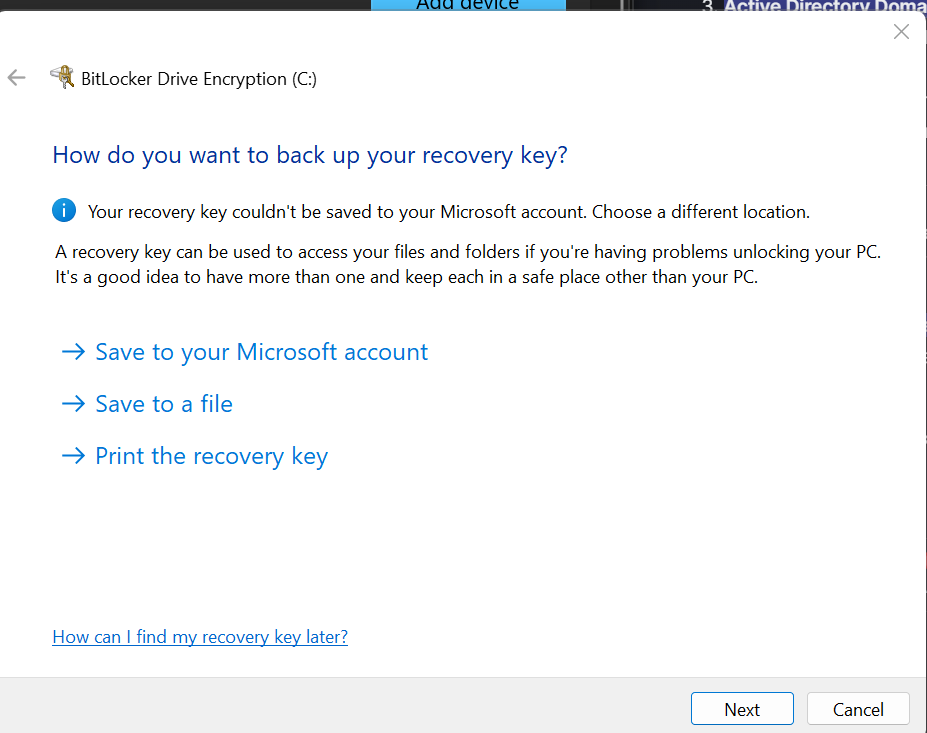 Add device
3. Active Directory Doma
BitLocker Drive Encryption (C:)
How do you want to back up your recovery key?
Your recovery key couldn't be saved to your Microsoft account. Choose a different location.
A recovery key can be used to access your files and folders if you're having problems unlocking your PC.
It's a good idea to have more than one and keep each in a safe place other than your PC.
Save to your Microsoft account
Save to a file
Print the recovery key
How can I find my recovery key later?
Next
Cancel